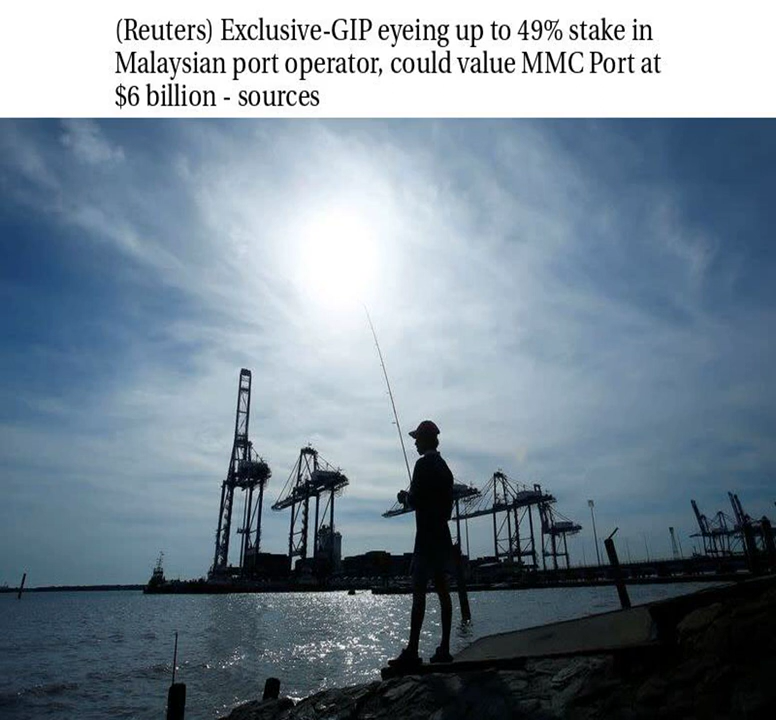 (Reuters) Exclusive-GIP eyeing up to 49% stake in
Malaysian port operator, could value MMC Port at
$6 billion - sources